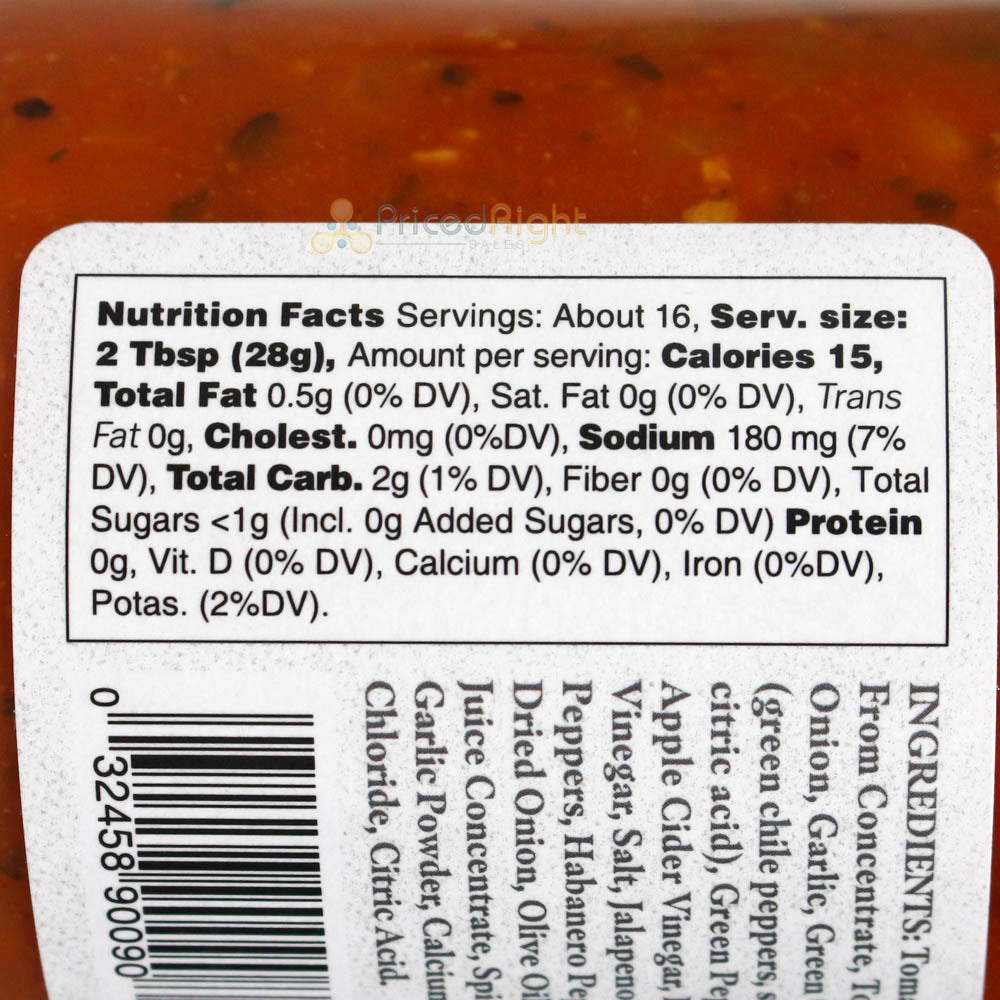 PricedRight
SALES
Nutrition Facts Servings: About 16, Serv. size:
2 Tbsp (28g), Amount per serving: Calories 15,
Total Fat 0.5g (0% DV), Sat. Fat 0g (0% DV), Trans
Fat 0g, Cholest. 0mg (0%DV), Sodium 180 mg (7%
DV), Total Carb. 2g (1% DV), Fiber 0g (0% DV), Total
Sugars <1g (Incl. 0g Added Sugars, 0% DV) Protein
0g, Vit. D (0% DV), Calcium (0% DV), Iron (0%DV),
Potas. (2%DV).
INGREDIENTS:
From Concentrate,
Onion, Garlic, Green
(green chile peppers,
citric acid), Green
Apple Cider Vinegar,
Vinegar, Salt, Jalapeno
Peppers, Habanero
Dried Onion, Olive
Juice Concentrate,
Garlic Powder, Calcium
Chloride, Citric Acid.
0 32458 90090